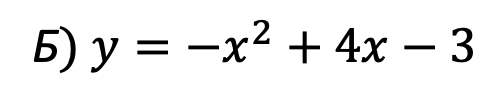 Б) y = −x² + 4x − 3